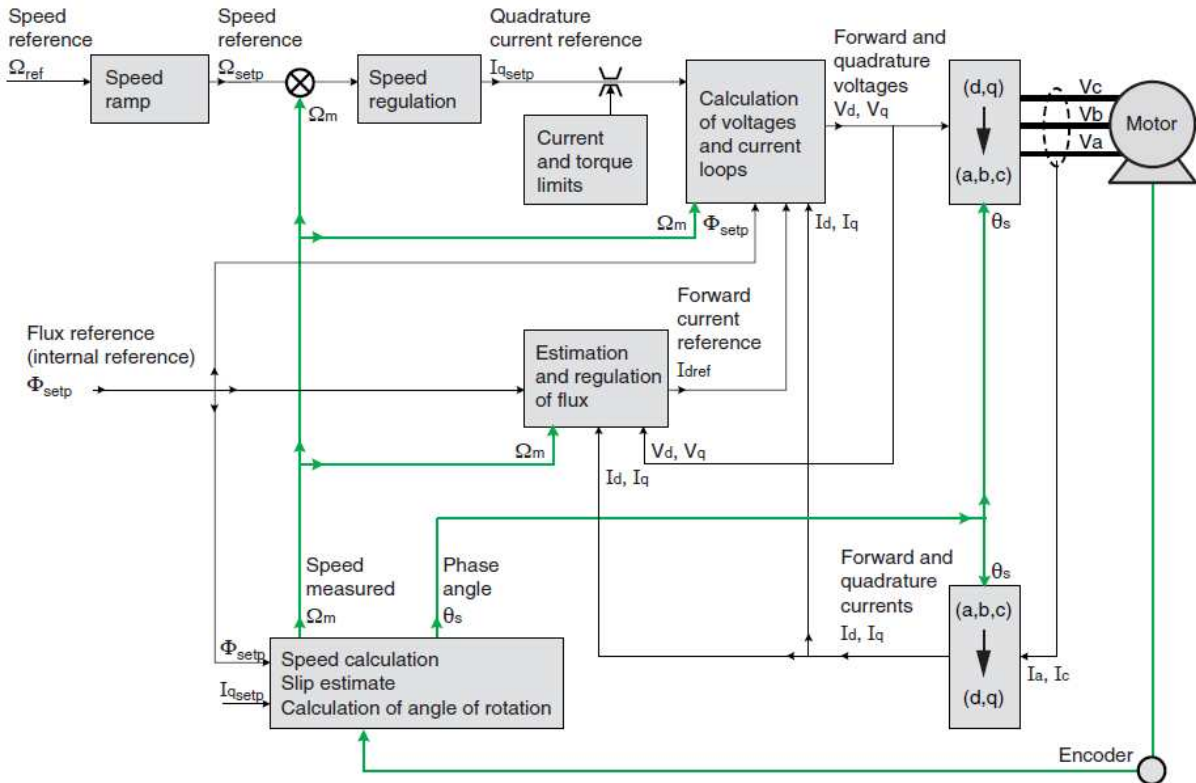 Speed
reference
Ωref
Speed
ramp
Speed
reference
Ωsetp
Ωm
Speed
regulation
Quadrature
current reference
Iqsetp
Current
and torque
limits
Calculation
of voltages
and current
loops
Forward and
quadrature
voltages
Vd, Vq
(d,q)
(a,b,c)
Vc
Vb
Va
Motor
Ωm
Φsetp
Id, Iq
θs
Flux reference
(internal reference)
Φsetp
Estimation
and regulation
of flux
Forward
current
reference
Idref
Ωm
Id, Iq
Vd, Vq
Speed
measured
Ωm
Phase
angle
θs
Forward and
quadrature
currents
Id, Iq
θs
(a,b,c)
(d,q)
Ia, Ic
Φsetp
Iqsetp
Speed calculation
Slip estimate
Calculation of angle of rotation
Encoder